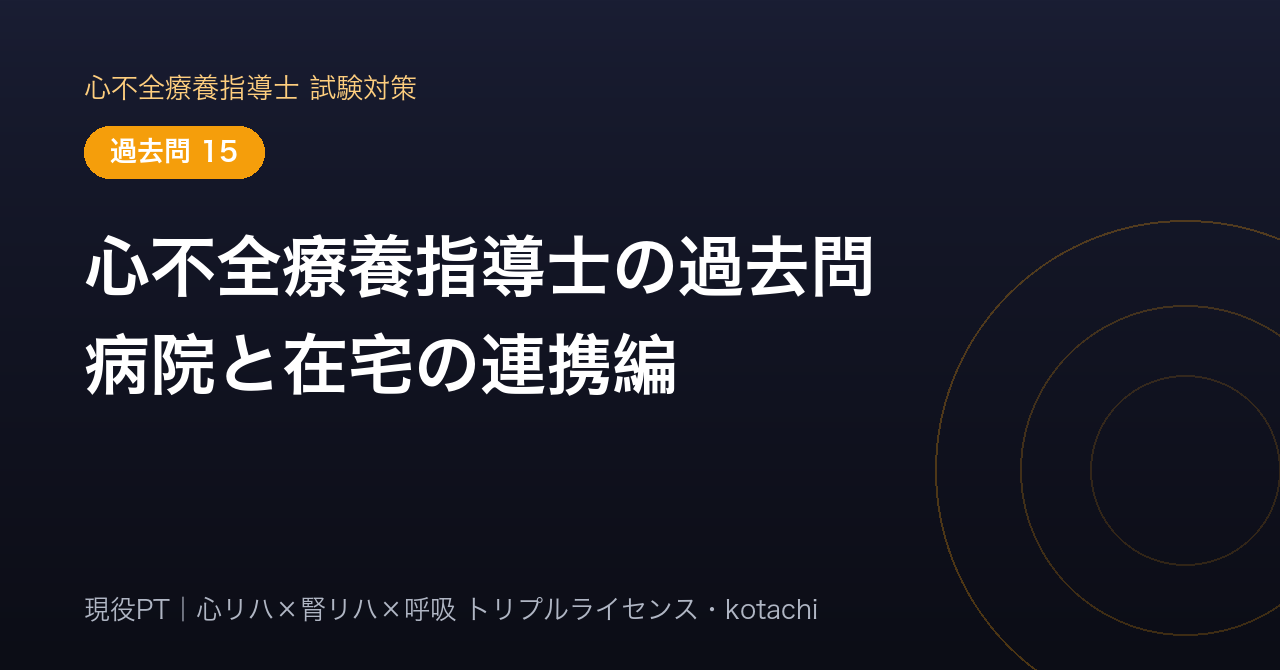 心不全療養指導士 試験対策
過去問 15
心不全療養指導士の過去問
病院と在宅の連携編
現役PT｜心リハ×腎リハ×呼吸 トリプルライセンス・kotachi